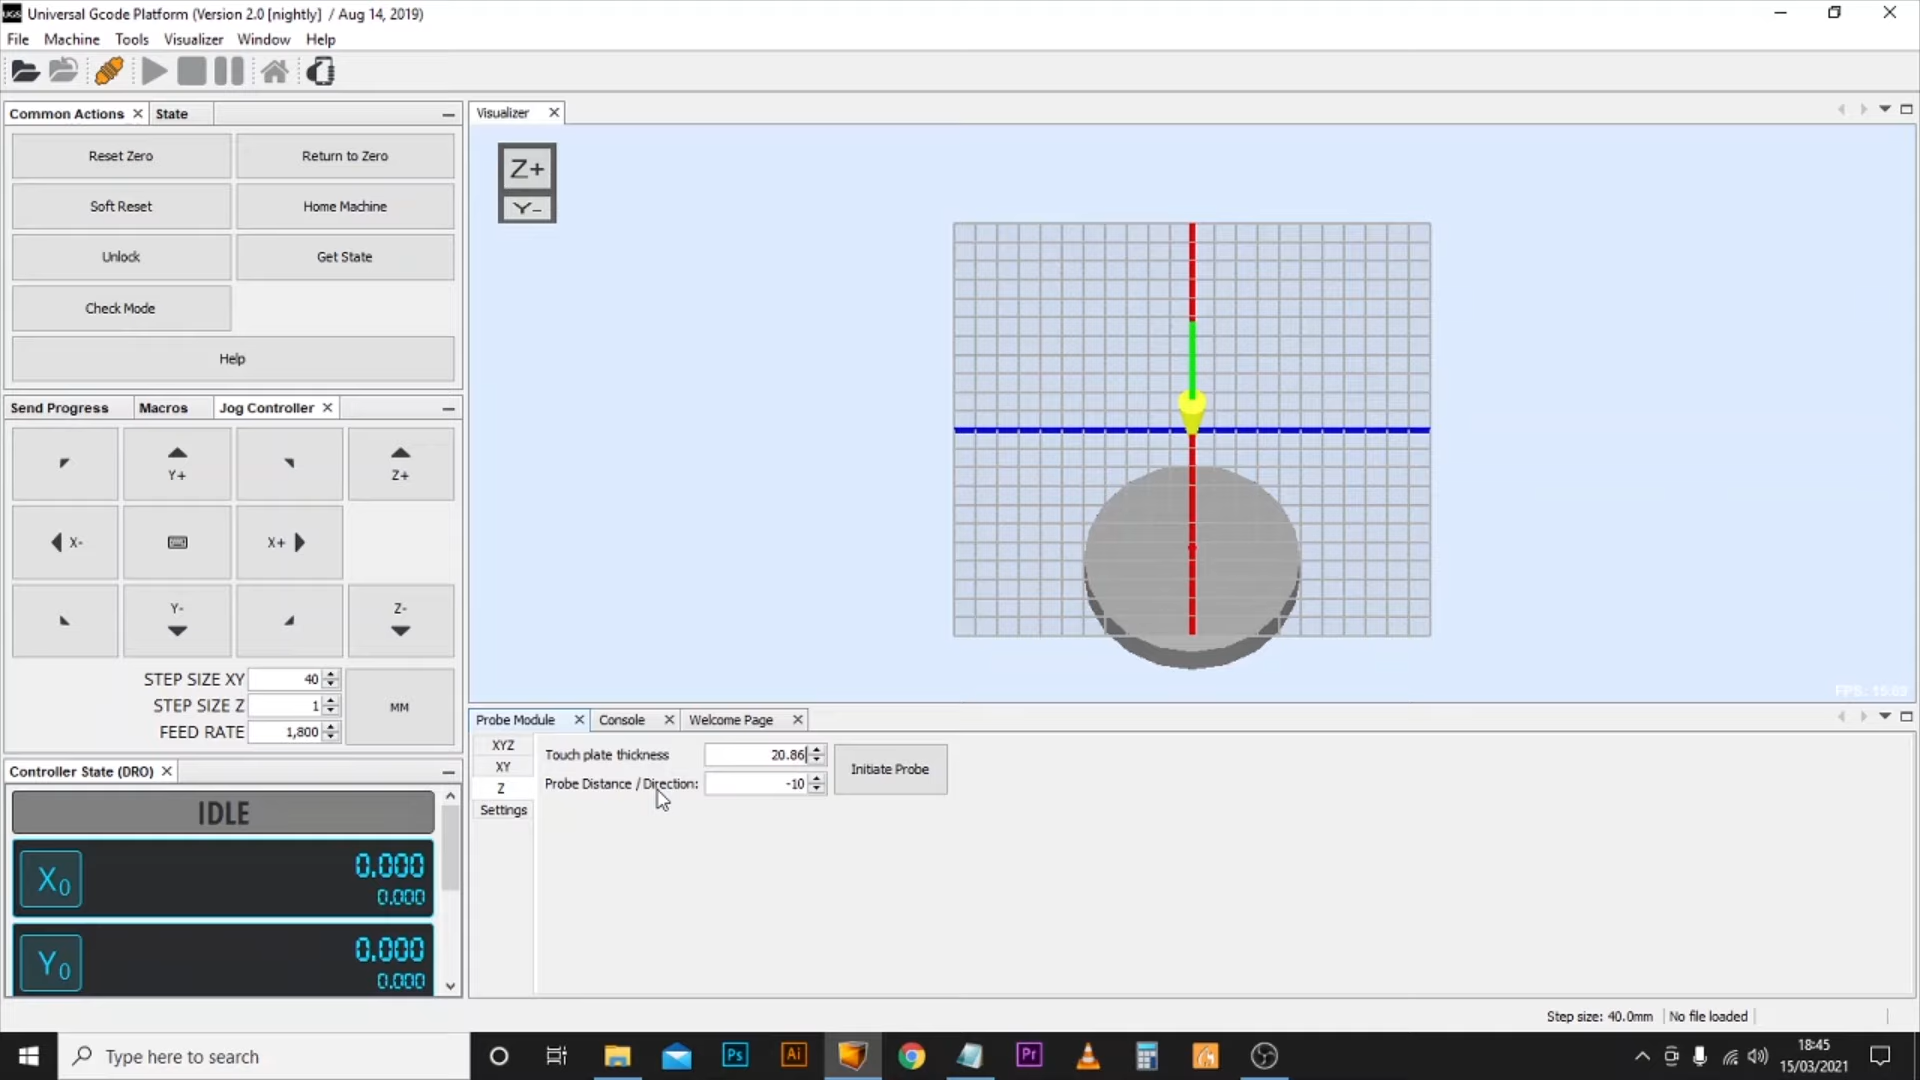 Universal Gcode Platform (Version 2.0 [nightly] / Aug 14, 2019)
File Machine Tools Visualizer Window Help
Common Actions State
Reset Zero Return to Zero
Soft Reset Home Machine
Unlock Get State
Check Mode
Help
Send Progress Macros Jog Controller
Y+ Z+
X- X+
Y- Z-
STEP SIZE XY 40
STEP SIZE Z 1
FEED RATE 1,800
MM
Controller State (DRO)
IDLE
X0 0.000
0.000
Y0 0.000
0.000
Visualizer
Z+
Y-
Probe Module Console Welcome Page
XYZ
XY
Z
Settings
Touch plate thickness 20.86
Probe Distance / Direction: -10
Initiate Probe
Step size: 40.0mm No file loaded
Type here to search
Ps Ai Pr
18:45
15/03/2021